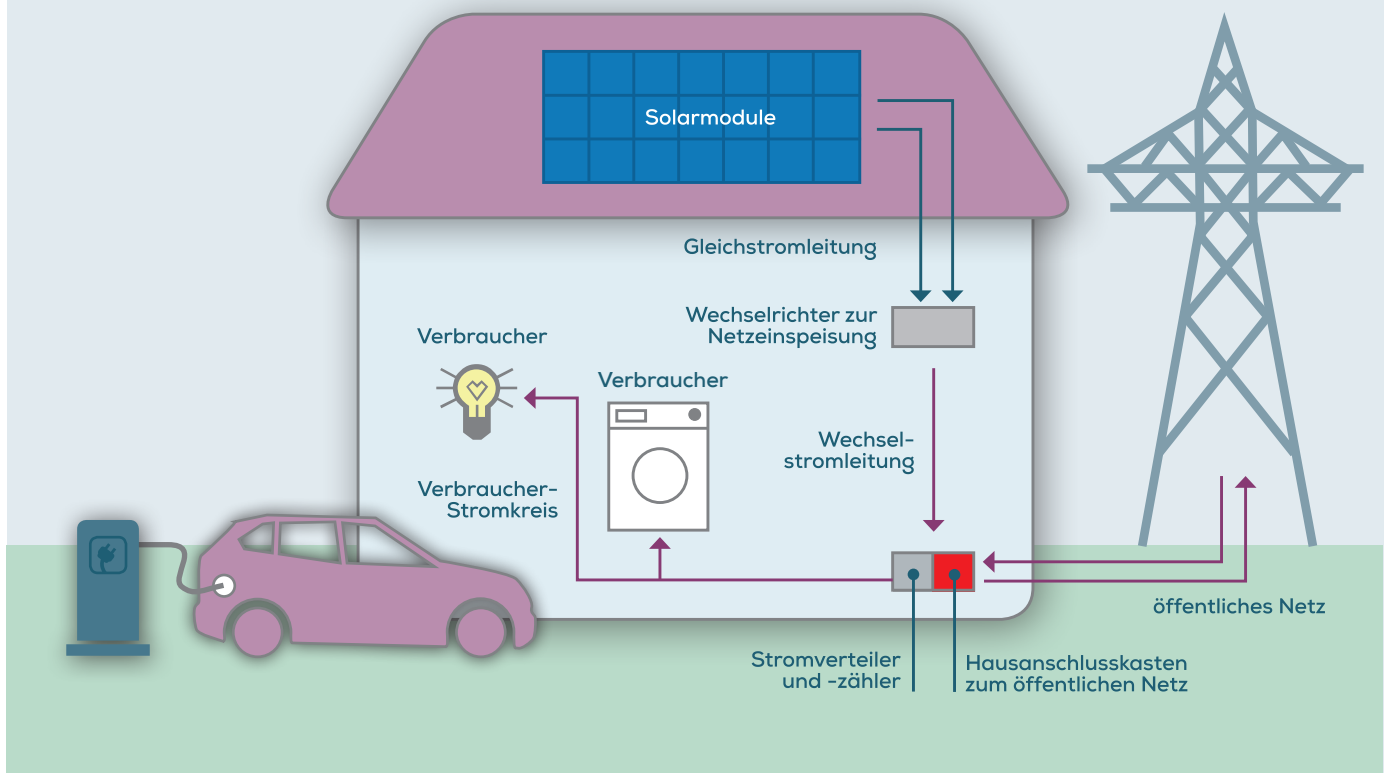 Solarmodule
Gleichstromleitung
Wechselrichter zur
Netzeinspeisung
Verbraucher
Verbraucher
Wechsel-
stromleitung
Verbraucher-
Stromkreis
öffentliches Netz
Stromverteiler
und -zähler
Hausanschlusskasten
zum öffentlichen Netz